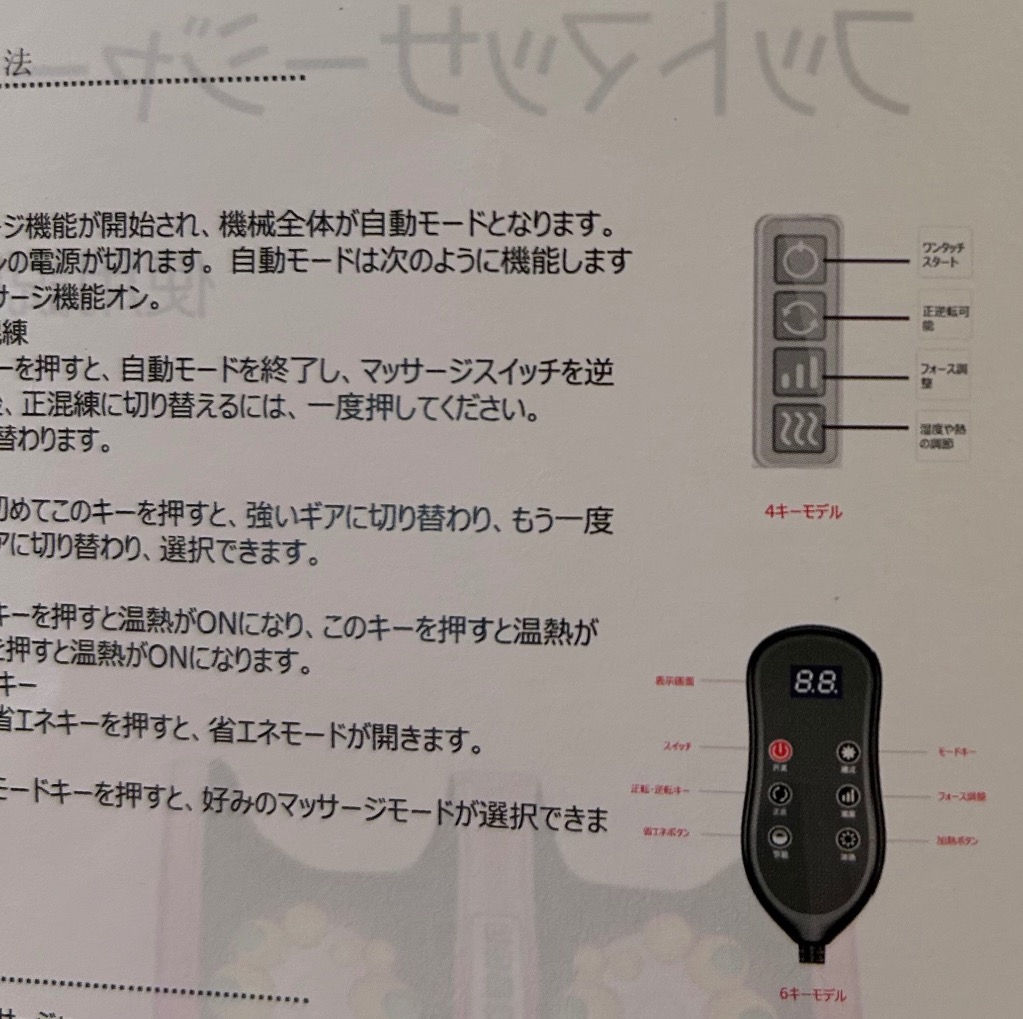 法
ージ機能が開始され、機械全体が自動モードとなります。
ルの電源が切れます。自動モードは次のように機能します
サージ機能オン。
混練
キーを押すと、自動モードを終了し、マッサージスイッチを逆
、正混練に切り替えるには、一度押してください。
替わります。
初めてこのキーを押すと、強いギアに切り替わり、もう一度
アに切り替わり、選択できます。
キーを押すと温熱がONになり、このキーを押すと温熱が
を押すと温熱がONになります。
キー
省エネキーを押すと、省エネモードが開きます。
モードキーを押すと、好みのマッサージモードが選択できま
ワンタッチ
スタート
正逆転可
能
フォース調
整
湿度や熱
の調節
4キーモデル
表示画面
8.8.
スイッチ
モードキー
正転・逆転キー
フォース調整
省エネボタン
加熱ボタン
6キーモデル
フットマッサージャー